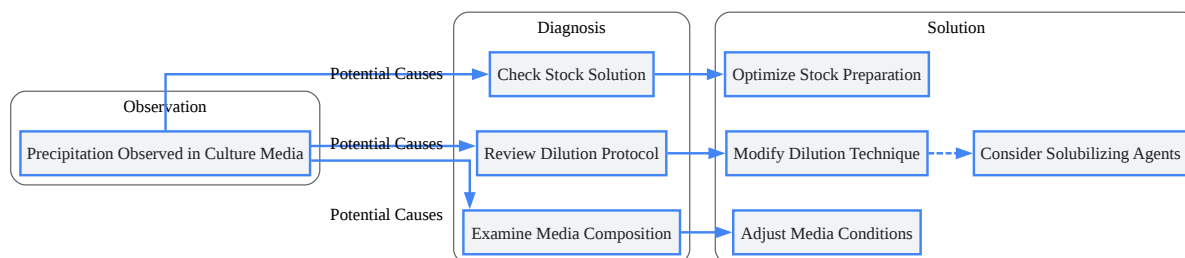 Diagnosis
Solution
Potential Causes
Check Stock Solution
Optimize Stock Preparation
Observation
Precipitation Observed in Culture Media
Potential Causes
Review Dilution Protocol
Modify Dilution Technique
Consider Solubilizing Agents
Potential Causes
Examine Media Composition
Adjust Media Conditions